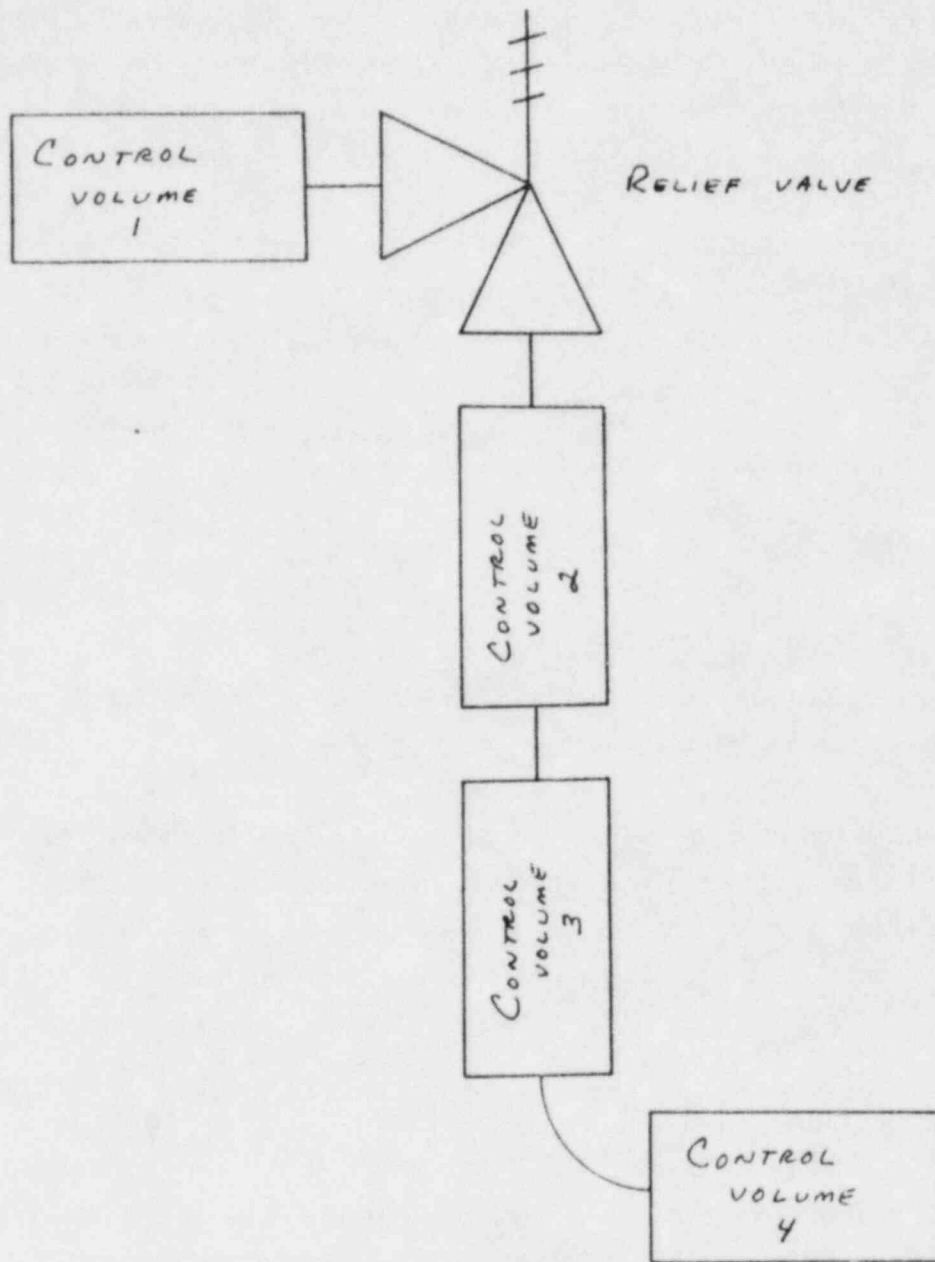 CONTROL
VOLUME
1
RELIEF VALVE
CONTROL
VOLUME
2
CONTROL
VOLUME
3
CONTROL
VOLUME
4